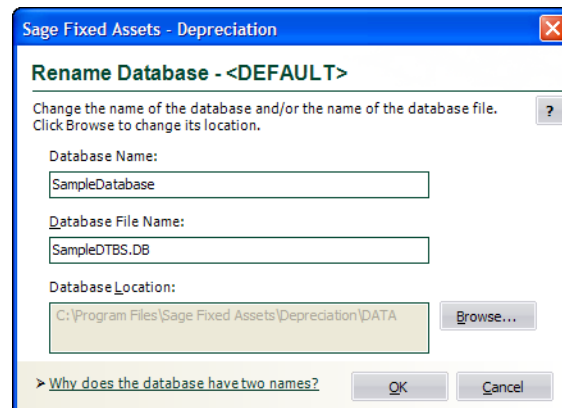 Sage Fixed Assets - Depreciation
Rename Database - <DEFAULT>
Change the name of the database and/or the name of the database file.
Click Browse to change its location.
?
Database Name:
SampleDatabase
Database File Name:
SampleDTBS.DB
Database Location:
C:\Program Files\Sage Fixed Assets\Depreciation\DATA
Browse...
➤ Why does the database have two names?
OK
Cancel